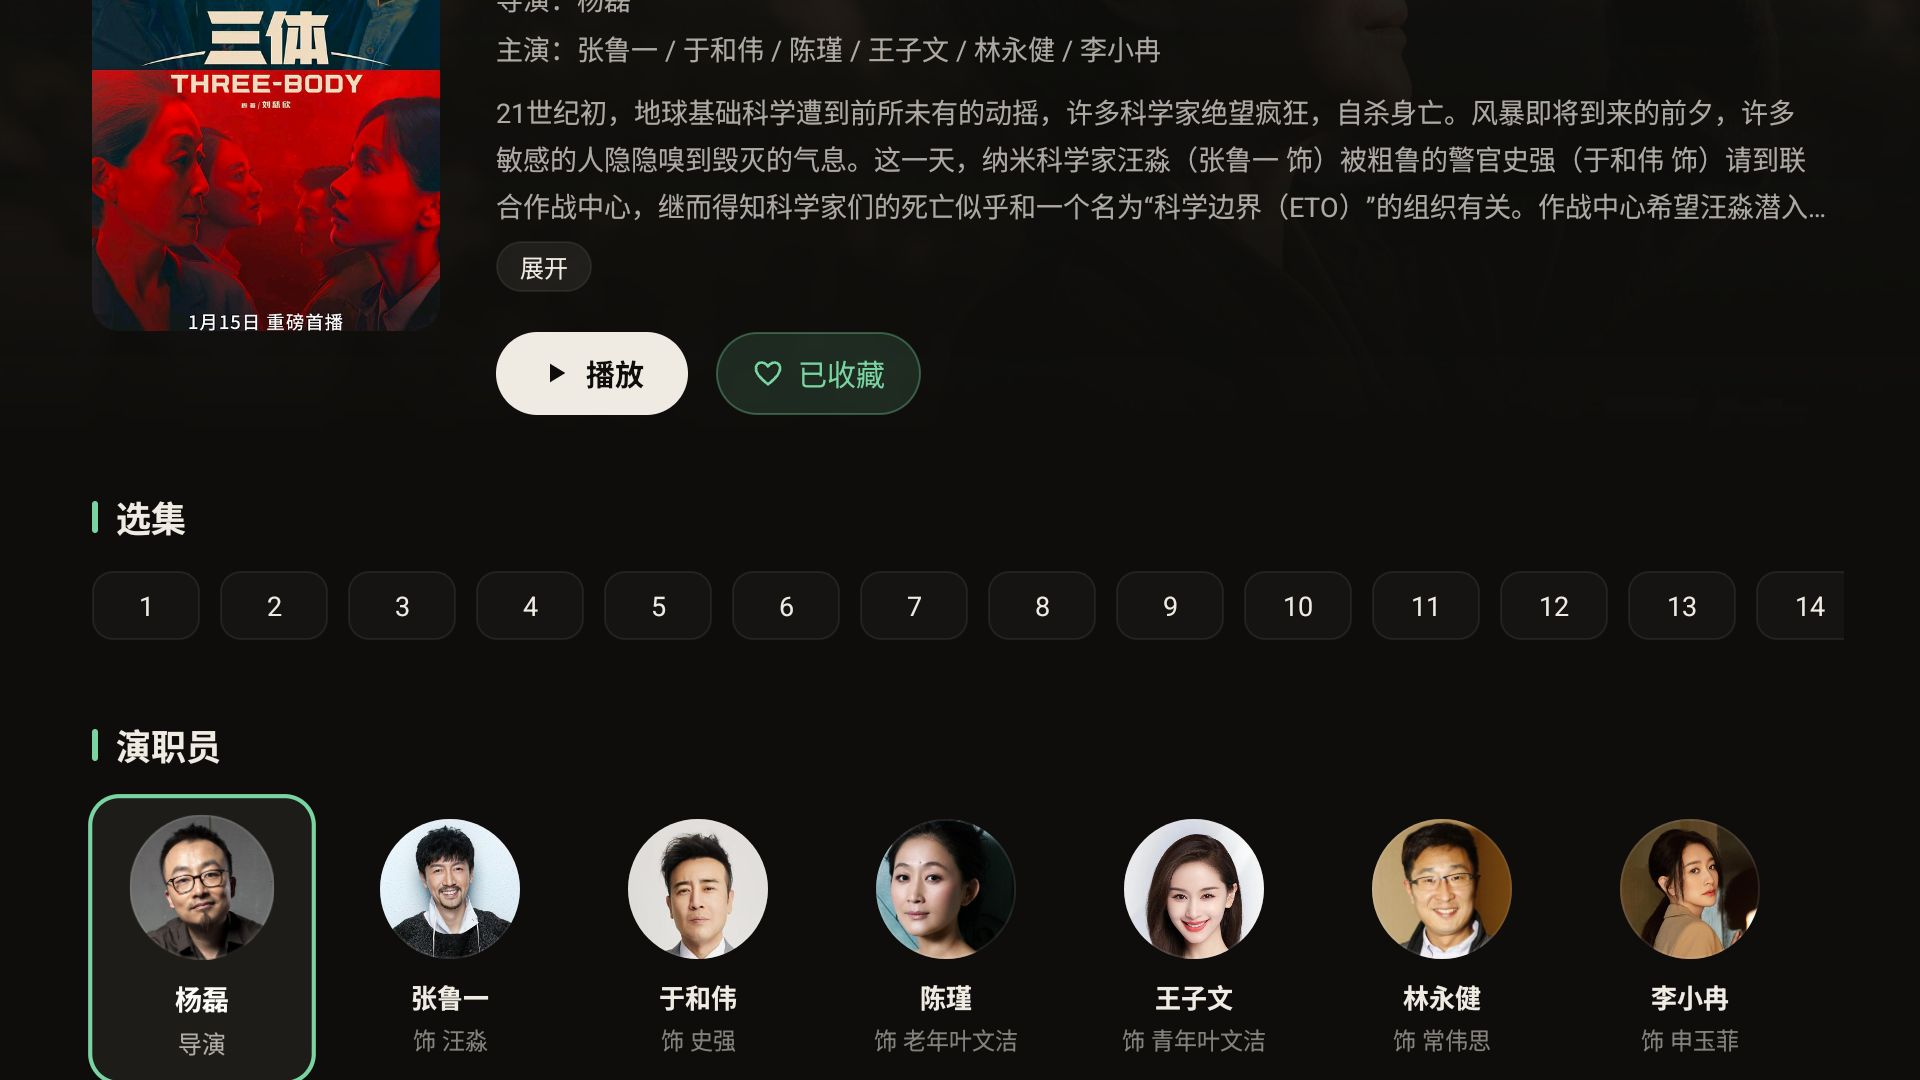 导演：杨磊
三体
THREE-BODY
主演：张鲁一 / 于和伟 / 陈瑾 / 王子文 / 林永健 / 李小冉
21世纪初，地球基础科学遭到前所未有的动摇，许多科学家绝望疯狂，自杀身亡。风暴即将到来的前夕，许多
敏感的人隐隐嗅到毁灭的气息。这一天，纳米科学家汪淼（张鲁一 饰）被粗鲁的警官史强（于和伟 饰）请到联
合作战中心，继而得知科学家们的死亡似乎和一个名为“科学边界（ETO）”的组织有关。作战中心希望汪淼潜入...
1月15日 重磅首播
展开
播放
已收藏
选集
1
2
3
4
5
6
7
8
9
10
11
12
13
14
演职员
杨磊
导演
张鲁一
饰 汪淼
于和伟
饰 史强
陈瑾
饰 老年叶文洁
王子文
饰 青年叶文洁
林永健
饰 常伟思
李小冉
饰 申玉菲